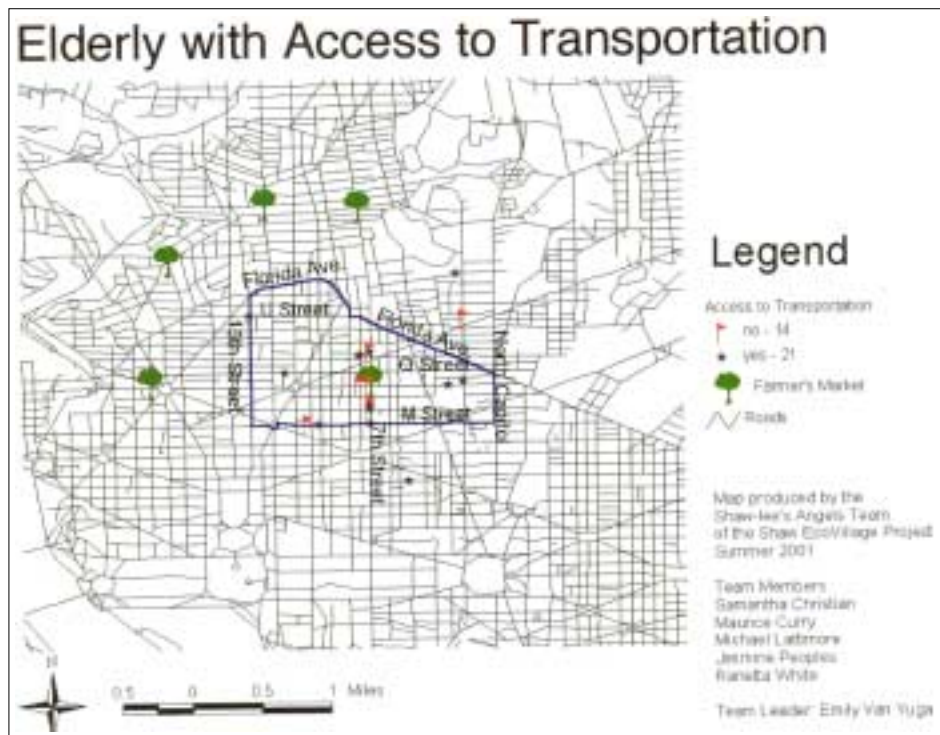 Elderly with Access to Transportation
Florida Ave.
U Street
Florida Ave
15th Street
Q Street
North Capitol
M Street
7th Street
Legend
Access to Transportation
no - 14
yes - 21
Farmer's Market
Roads
Map produced by the
Shaw-lee's Angels Team
of the Shaw EcoVillage Project
Summer 2001
Team Members
Samantha Christian
Maurice Curry
Michael Lattimore
Jasmine Peoples
Ranetta White
Team Leader: Emily Van Yuga
N
0.5 0 0.5 1 Miles